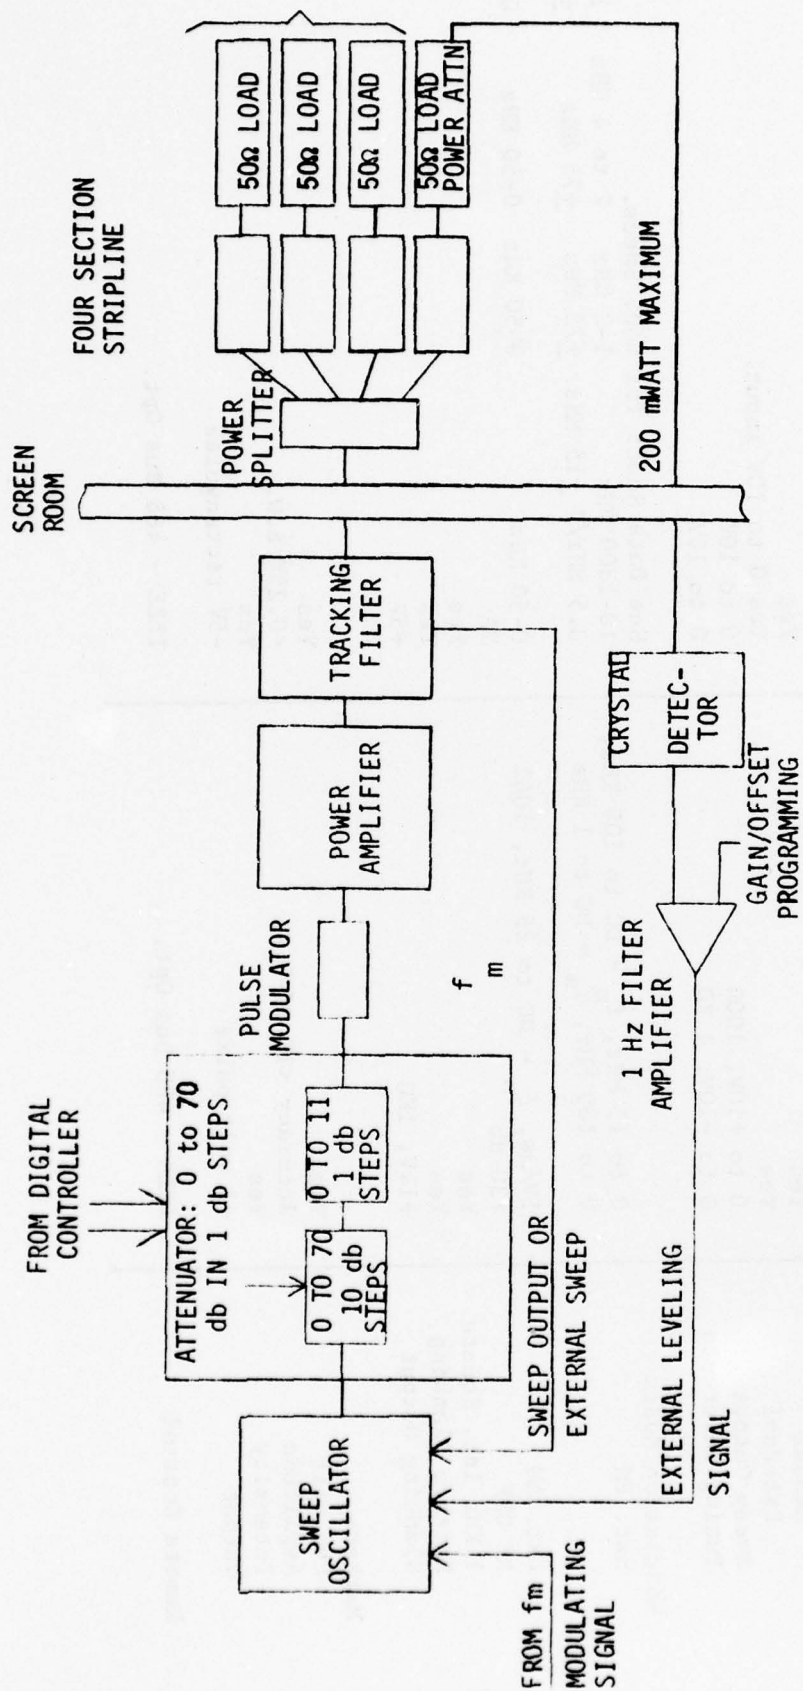 FROM DIGITAL
CONTROLLER
ATTENUATOR: 0 to 70
db IN 1 db STEPS
0 TO 70
10 db
STEPS
0 TO 11
1 db
STEPS
SWEEP
OSCILLATOR
FROM fm
MODULATING
SIGNAL
SWEEP OUTPUT OR
EXTERNAL SWEEP
EXTERNAL LEVELING
SIGNAL
PULSE
MODULATOR
f
m
POWER
AMPLIFIER
TRACKING
FILTER
1 Hz FILTER
AMPLIFIER
GAIN/OFFSET
PROGRAMMING
CRYSTAL
DETEC-
TOR
SCREEN
ROOM
POWER
SPLITTER
FOUR SECTION
STRIPLINE
50Ω LOAD
50Ω LOAD
50Ω LOAD
50Ω LOAD
POWER ATTN
200 mWATT MAXIMUM